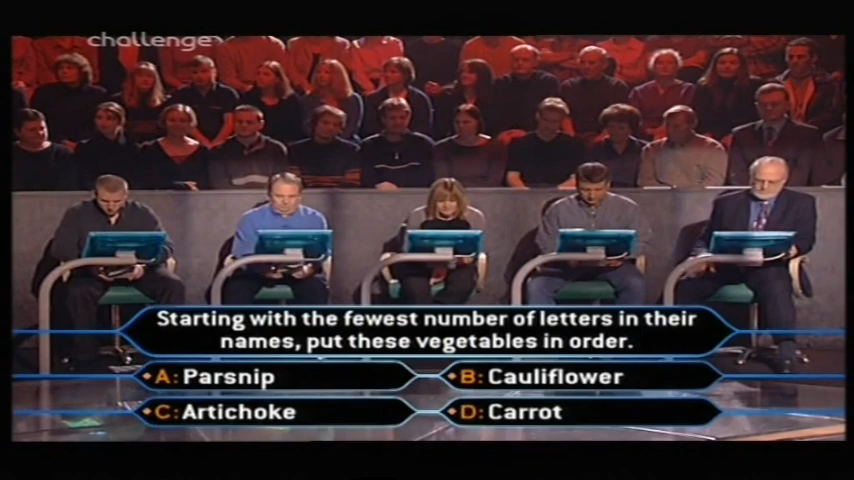 challenge
Starting with the fewest number of letters in their
names, put these vegetables in order.
A: Parsnip
B: Cauliflower
C: Artichoke
D: Carrot